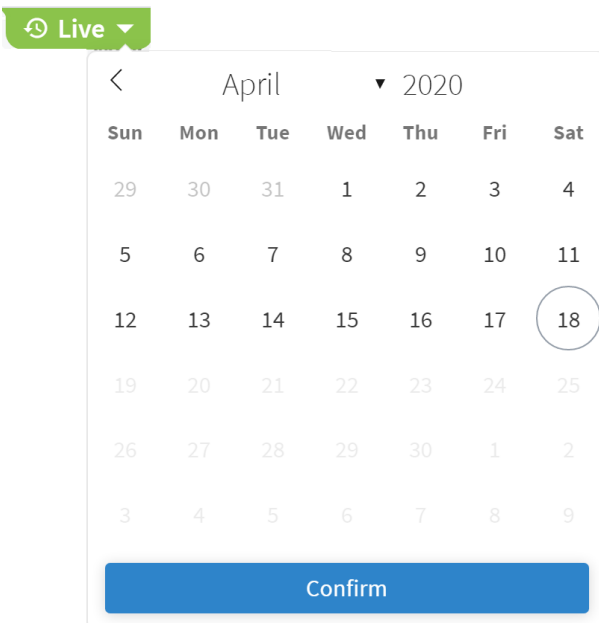 Live
April 2020
Sun Mon Tue Wed Thu Fri Sat
29 30 31 1 2 3 4
5 6 7 8 9 10 11
12 13 14 15 16 17 18
19 20 21 22 23 24 25
26 27 28 29 30 1 2
3 4 5 6 7 8 9
Confirm